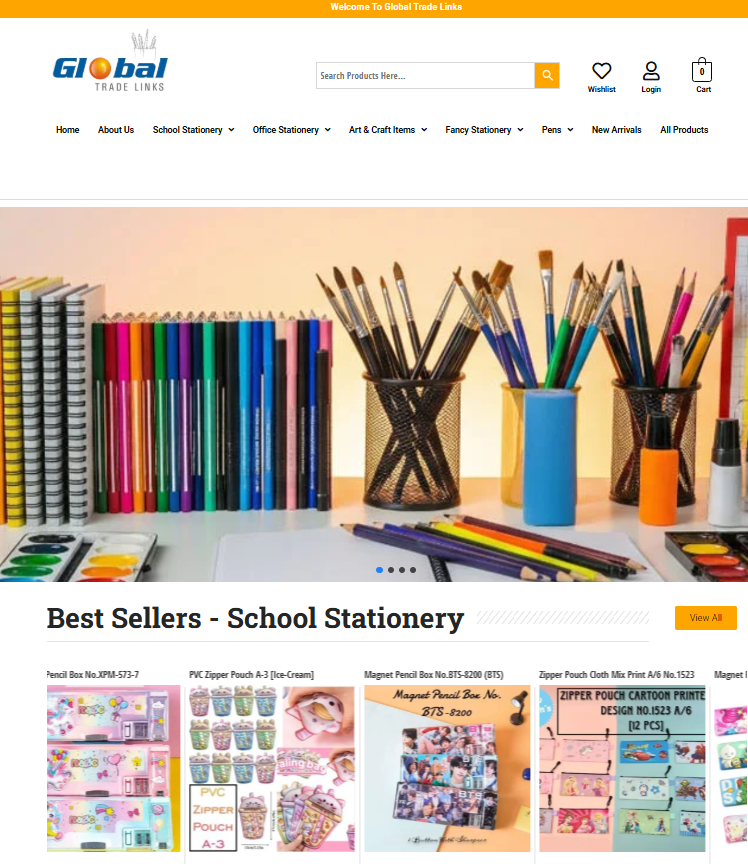 Welcome To Global Trade Links
Global
TRADE LINKS
Search Products Here...
Wishlist
Login
0
Cart
Home
About Us
School Stationery
Office Stationery
Art & Craft Items
Fancy Stationery
Pens
New Arrivals
All Products
Best Sellers - School Stationery
View All
Pencil Box No.XPM-573-7
PVC Zipper Pouch A-3 [Ice-Cream]
Magnet Pencil Box No.BTS-8200 (BTS)
Zipper Pouch Cloth Mix Print A/6 No.1523
Magnet
PVC
ZIPPER
POUCH
A-3
Magnet Pencil Box No.
BTS-8200
BTS
ZIPPER POUCH CARTOON PRINTE
DESIGN NO.1523 A/6
[12 PCS]